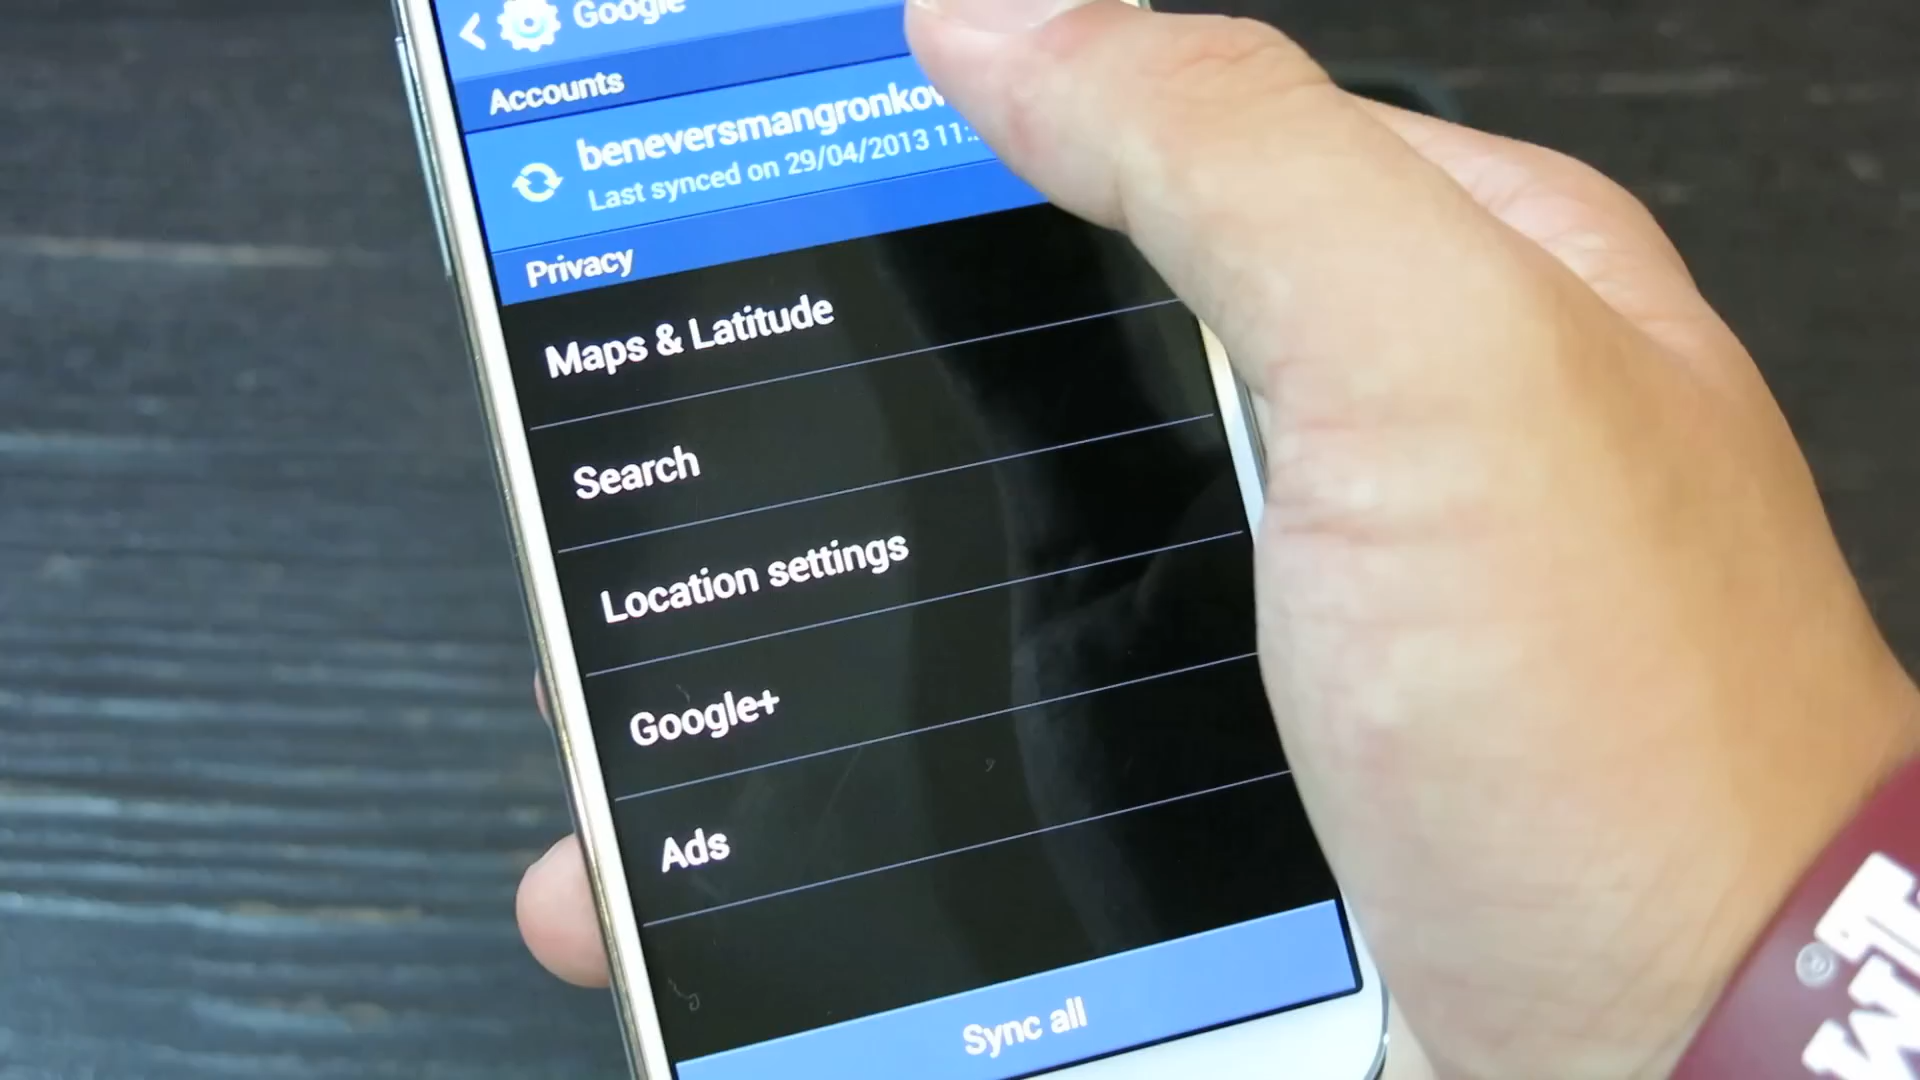 Google
Accounts
beneversmangronkow
Last synced on 29/04/2013 11:
Privacy
Maps & Latitude
Search
Location settings
Google+
Ads
Sync all
®